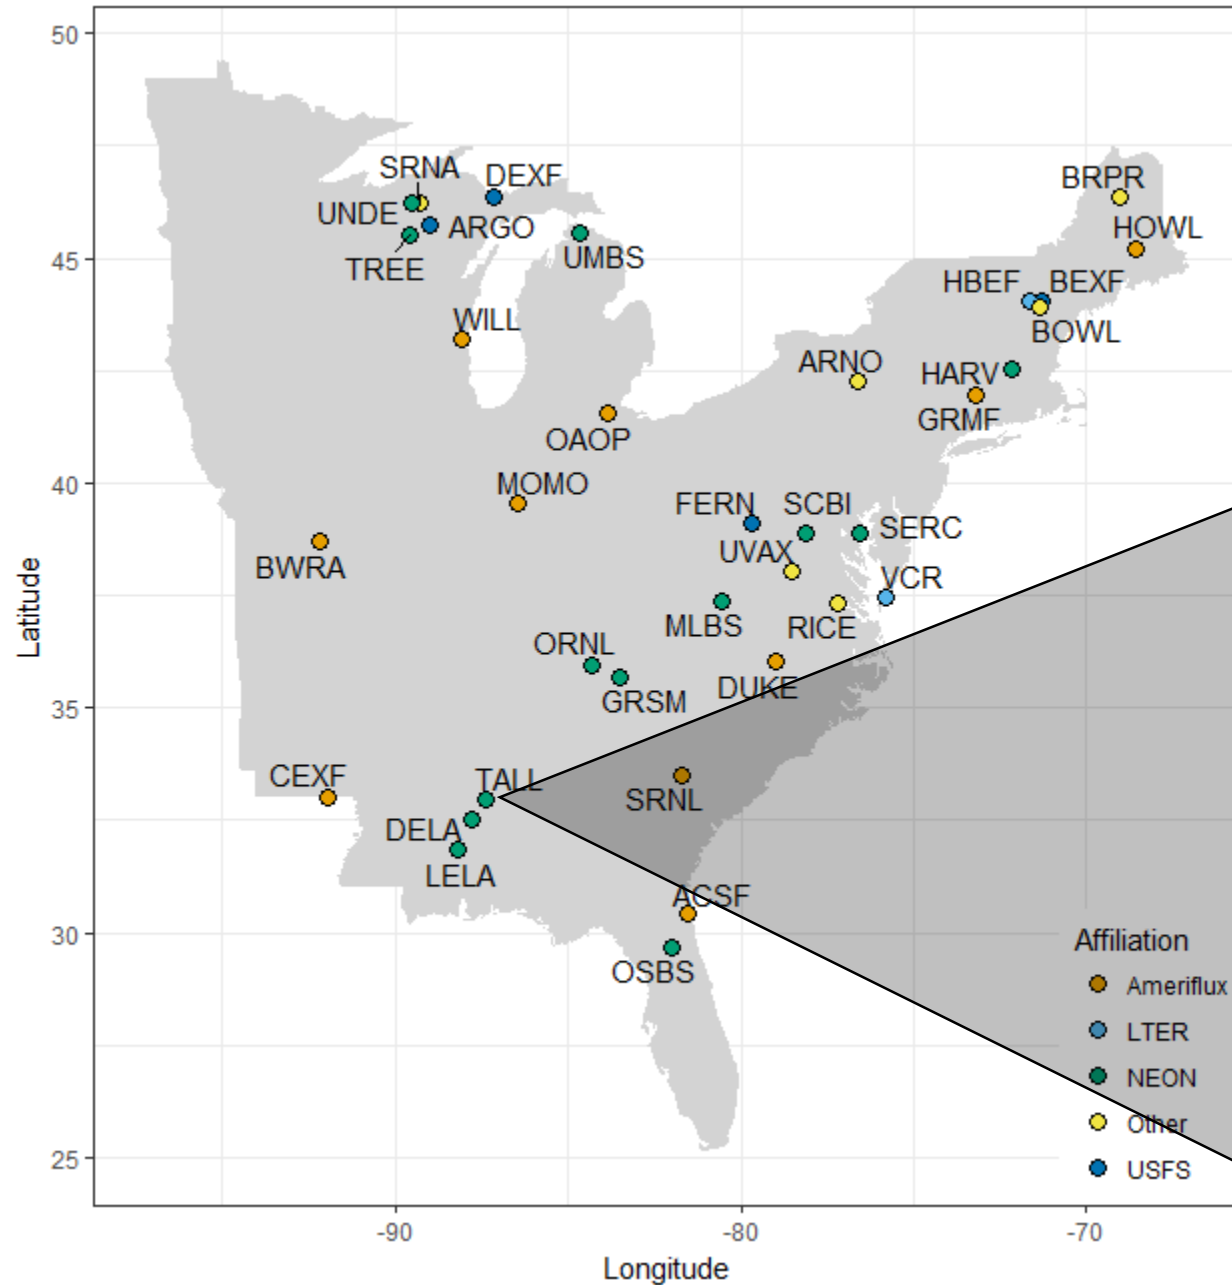 50
SRNA
DEXF
BRPR
UNDE
HOWL
ARGO
45
TREE
UMBS
HBEF
BEXF
WILL
BOWL
ARNO
HARV
OAOP
GRMF
MOMO
40
FERN
SCBI
SERC
UVAX
BWRA
VCR
MLBS
RICE
ORNL
DUKE
GRSM
35
CEXF
TALL
SRNL
DELA
LELA
ACSF
30
OSBS
25
Latitude
-90
-80
-70
Longitude
Affiliation
Ameriflux
LTER
NEON
Other
USFS